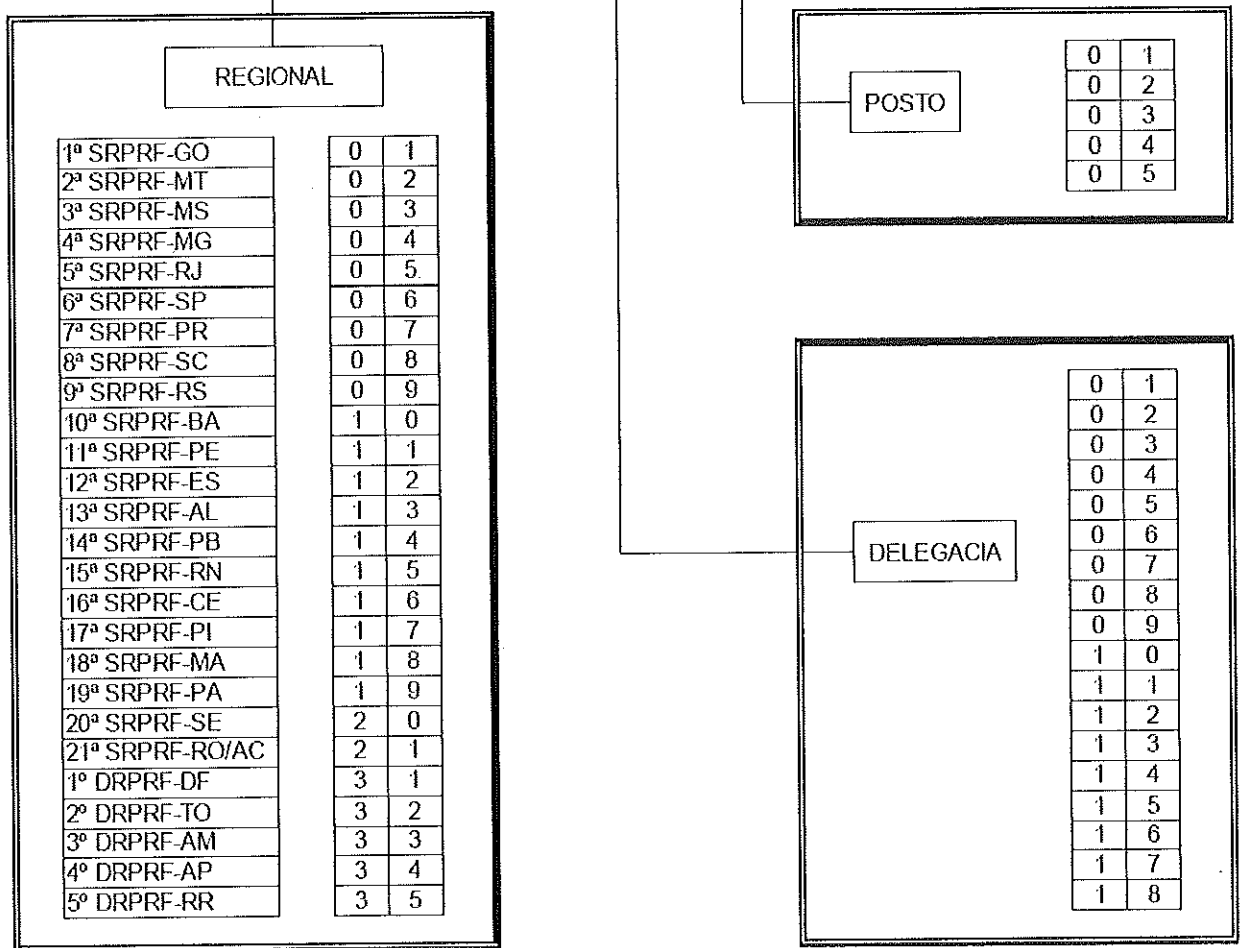 REGIONAL
1ª SRPRF-GO 0 1
2ª SRPRF-MT 0 2
3ª SRPRF-MS 0 3
4ª SRPRF-MG 0 4
5ª SRPRF-RJ 0 5
6ª SRPRF-SP 0 6
7ª SRPRF-PR 0 7
8ª SRPRF-SC 0 8
9ª SRPRF-RS 0 9
10ª SRPRF-BA 1 0
11ª SRPRF-PE 1 1
12ª SRPRF-ES 1 2
13ª SRPRF-AL 1 3
14ª SRPRF-PB 1 4
15ª SRPRF-RN 1 5
16ª SRPRF-CE 1 6
17ª SRPRF-PI 1 7
18ª SRPRF-MA 1 8
19ª SRPRF-PA 1 9
20ª SRPRF-SE 2 0
21ª SRPRF-RO/AC 2 1
1º DRPRF-DF 3 1
2º DRPRF-TO 3 2
3º DRPRF-AM 3 3
4º DRPRF-AP 3 4
5º DRPRF-RR 3 5
POSTO
0 1
0 2
0 3
0 4
0 5
DELEGACIA
0 1
0 2
0 3
0 4
0 5
0 6
0 7
0 8
0 9
1 0
1 1
1 2
1 3
1 4
1 5
1 6
1 7
1 8